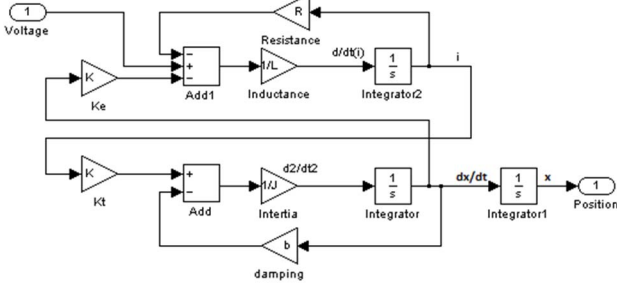 1
Voltage
R
Resistance
−
+
−
Add1
1/L
Inductance
d/dt(i)
1
s
Integrator2
i
K
Ke
K
Kt
+
−
Add
1/J
Intertia
d2/dt2
1
s
Integrator
dx/dt
1
s
Integrator1
x
1
Position
b
damping